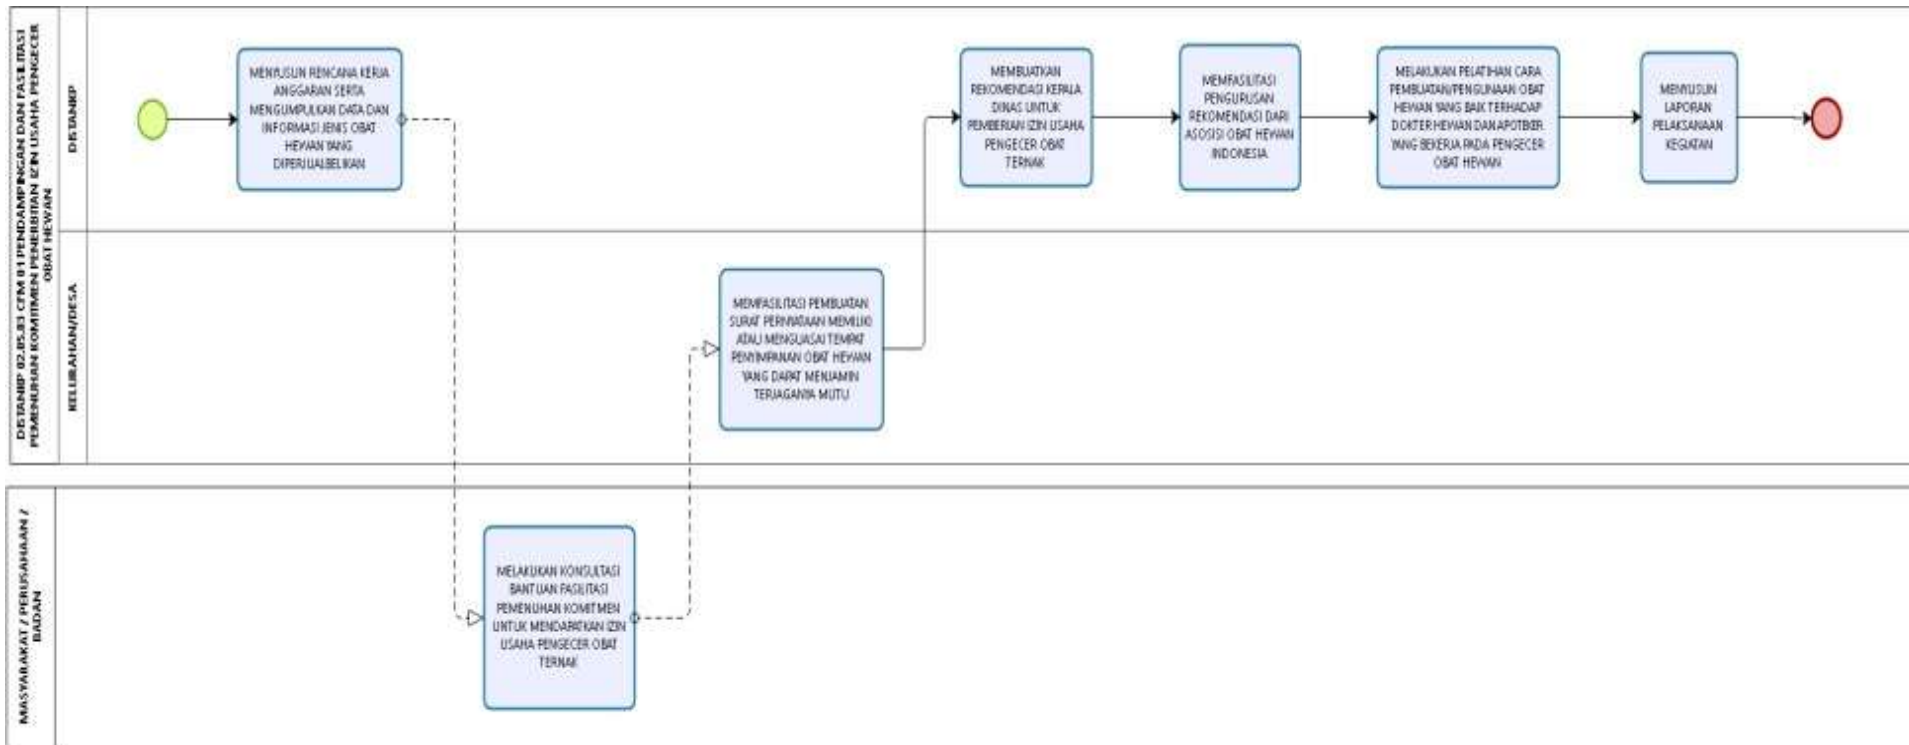 DISTANKP 02.05.03 CFM 01 PENDAMPINGAN DAN FASILITASI
PEMENUHAN KOMITMEN PENERBITAN IZIN USAHA PENGECER
OBAT HEWAN
DISTANKP
MENYUSUN RENCANA KERJA
ANGGARAN SERTA
MENGUMPULKAN DATA DAN
INFORMASI JENIS OBAT
HEWAN YANG
DIPERJUALBELIKAN
MEMBUATKAN
REKOMENDASI KEPALA
DINAS UNTUK
PEMBERIAN IZIN USAHA
PENGECER OBAT
TERNAK
MEMFASILITASI
PENGURUSAN
REKOMENDASI DARI
ASOSISI OBAT HEWAN
INDONESIA
MELAKUKAN PELATIHAN CARA
PEMBUATAN/PENGUNAAN OBAT
HEWAN YANG BAIK TERHADAP
DOKTER HEWAN DAN APOTEKER
YANG BEKERJA PADA PENGECER
OBAT HEWAN
MENYUSUN
LAPORAN
PELAKSANAAN
KEGIATAN
KELURAHAN/DESA
MEMFASILITASI PEMBUATAN
SURAT PERNYATAAN MEMILIKI
ATAU MENGUASAI TEMPAT
PENYIMPANAN OBAT HEWAN
YANG DAPAT MENJAMIN
TERJAGANYA MUTU
MASYARAKAT / PERUSAHAAN /
BADAN
MELAKUKAN KONSULTASI
BANTUAN FASILITASI
PEMENUHAN KOMITMEN
UNTUK MENDAPATKAN IZIN
USAHA PENGECER OBAT
TERNAK